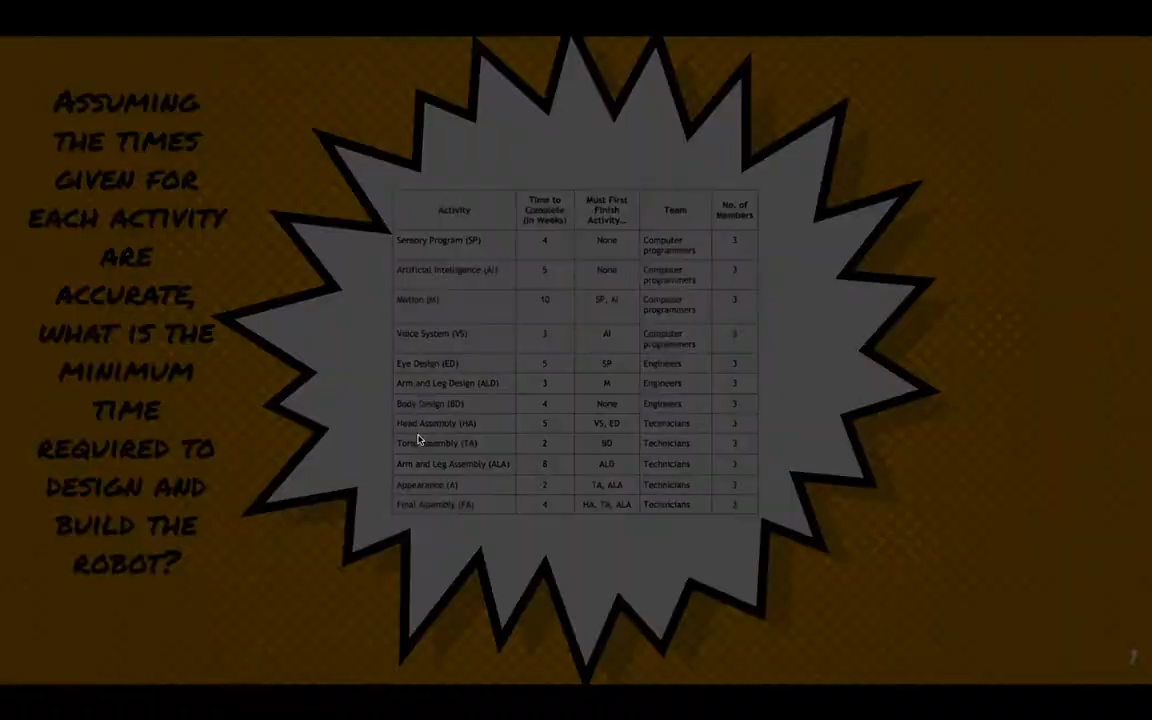 Assuming
the times
given for
each activity
are
accurate,
what is the
minimum
time
required to
design and
build the
robot?
Activity Time to Complete (in Weeks) Must First Finish Activity... Team No. of Members
Sensory Program (SP) 4 None Computer programmers 3
Artificial Intelligence (AI) 5 None Computer programmers 3
Motion (M) 10 SP, AI Computer programmers 3
Voice System (VS) 3 AI Computer programmers 3
Eye Design (ED) 5 SP Engineers 3
Arm and Leg Design (ALD) 3 M Engineers 3
Body Design (BD) 4 None Engineers 3
Head Assembly (HA) 5 VS, ED Technicians 3
Torso Assembly (TA) 2 BD Technicians 3
Arm and Leg Assembly (ALA) 8 ALD Technicians 3
Appearance (A) 2 TA, ALA Technicians 3
Final Assembly (FA) 4 HA, TA, ALA Technicians 3